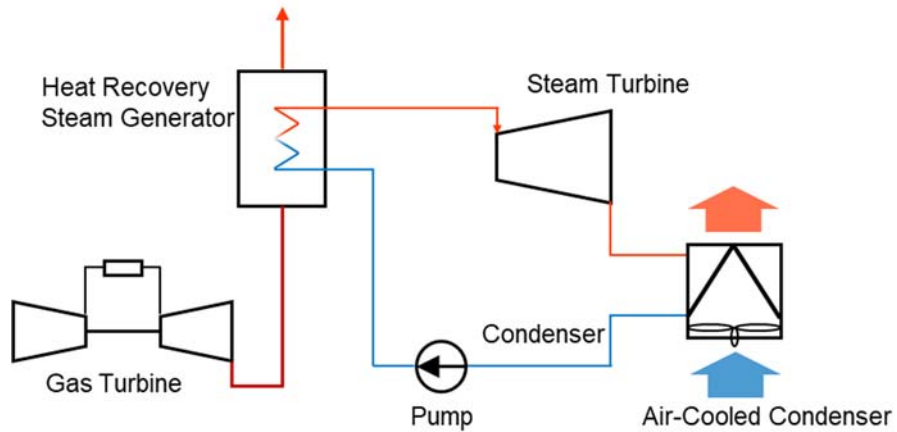 Heat Recovery
Steam Generator
Steam Turbine
Gas Turbine
Condenser
Pump
Air-Cooled Condenser